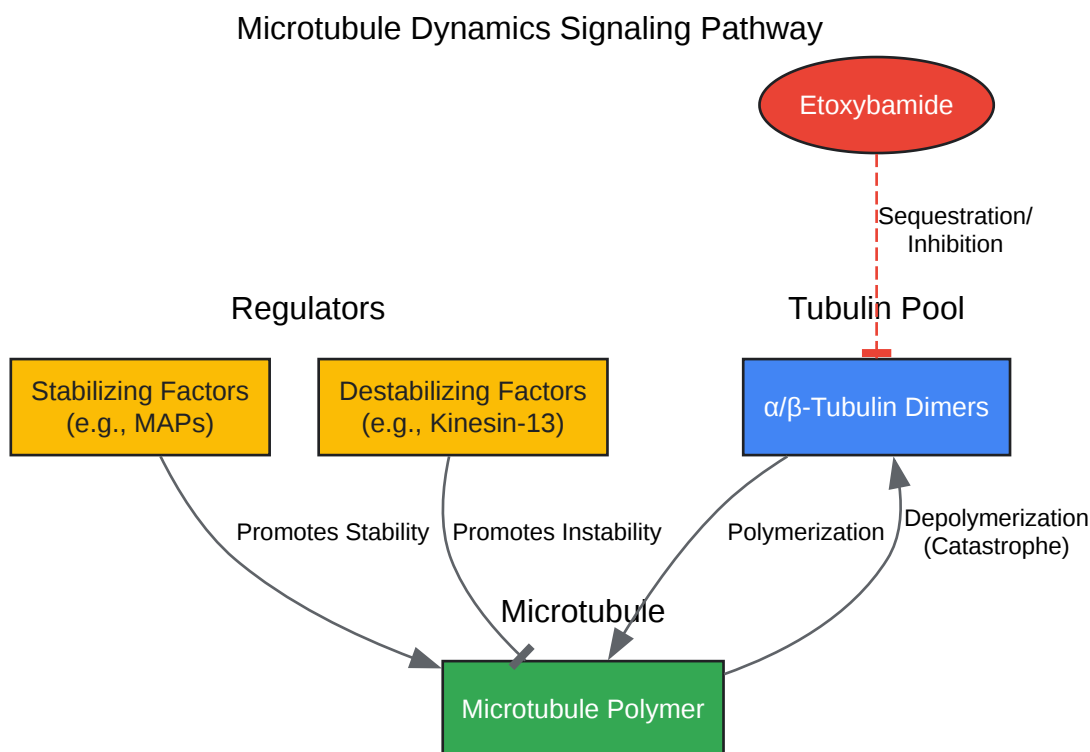 Microtubule Dynamics Signaling Pathway
Etoxybamide
Sequestration/
Inhibition
Regulators
Tubulin Pool
Stabilizing Factors
(e.g., MAPs)
Destabilizing Factors
(e.g., Kinesin-13)
α/β-Tubulin Dimers
Promotes Stability
Promotes Instability
Polymerization
Depolymerization
(Catastrophe)
Microtubule
Microtubule Polymer